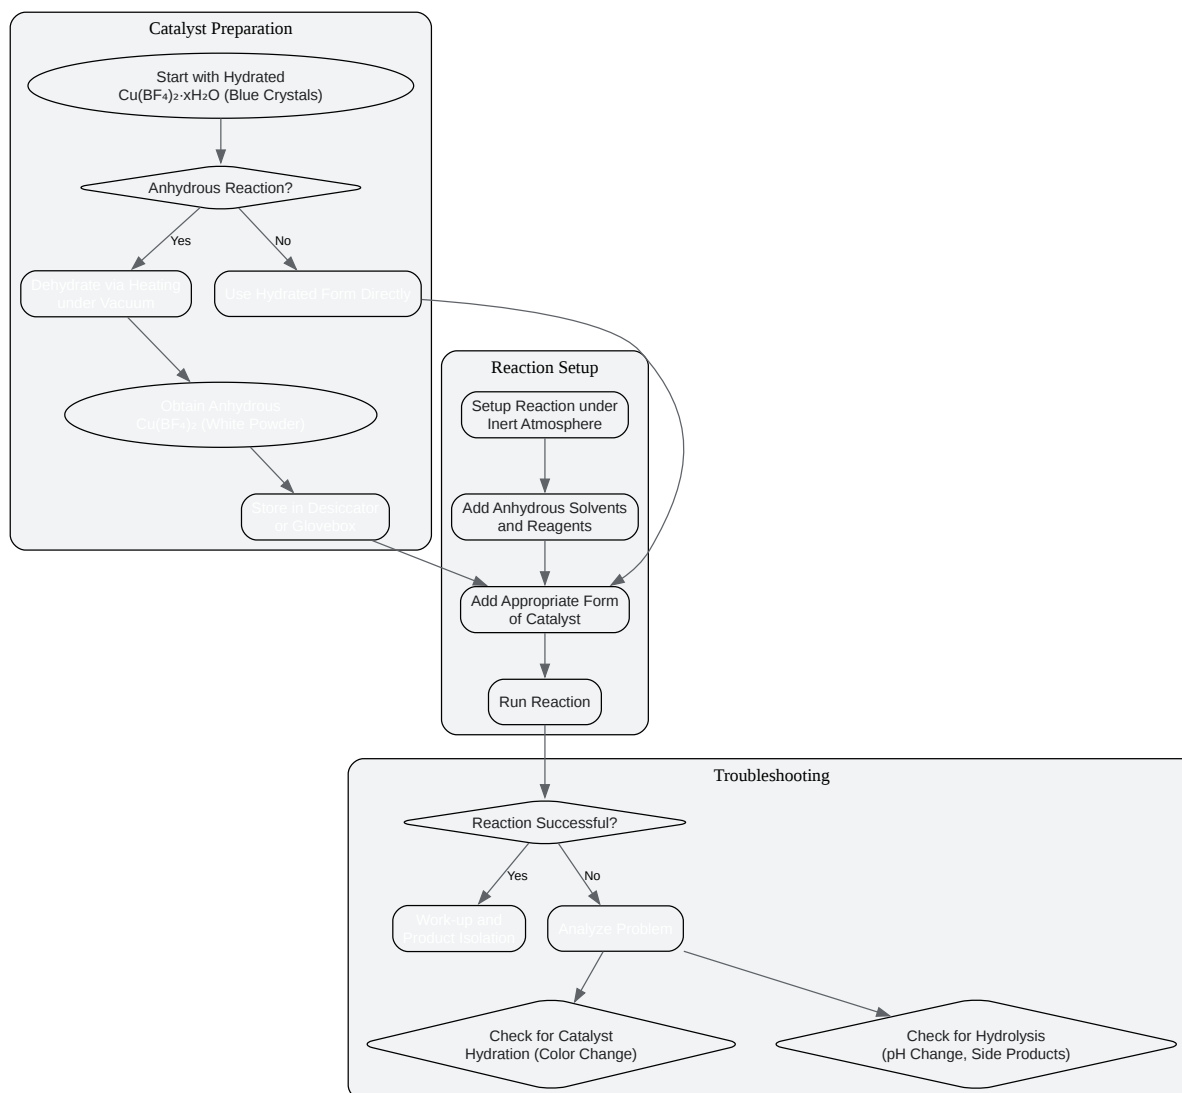 Catalyst Preparation
Start with Hydrated
Cu(BF₄)₂·xH₂O (Blue Crystals)
Anhydrous Reaction?
Yes
No
Dehydrate via Heating
under Vacuum
Use Hydrated Form Directly
Obtain Anhydrous
Cu(BF₄)₂ (White Powder)
Store in Desiccator
or Glovebox
Reaction Setup
Setup Reaction under
Inert Atmosphere
Add Anhydrous Solvents
and Reagents
Add Appropriate Form
of Catalyst
Run Reaction
Troubleshooting
Reaction Successful?
Yes
No
Work-up and
Product Isolation
Analyze Problem
Check for Catalyst
Hydration (Color Change)
Check for Hydrolysis
(pH Change, Side Products)